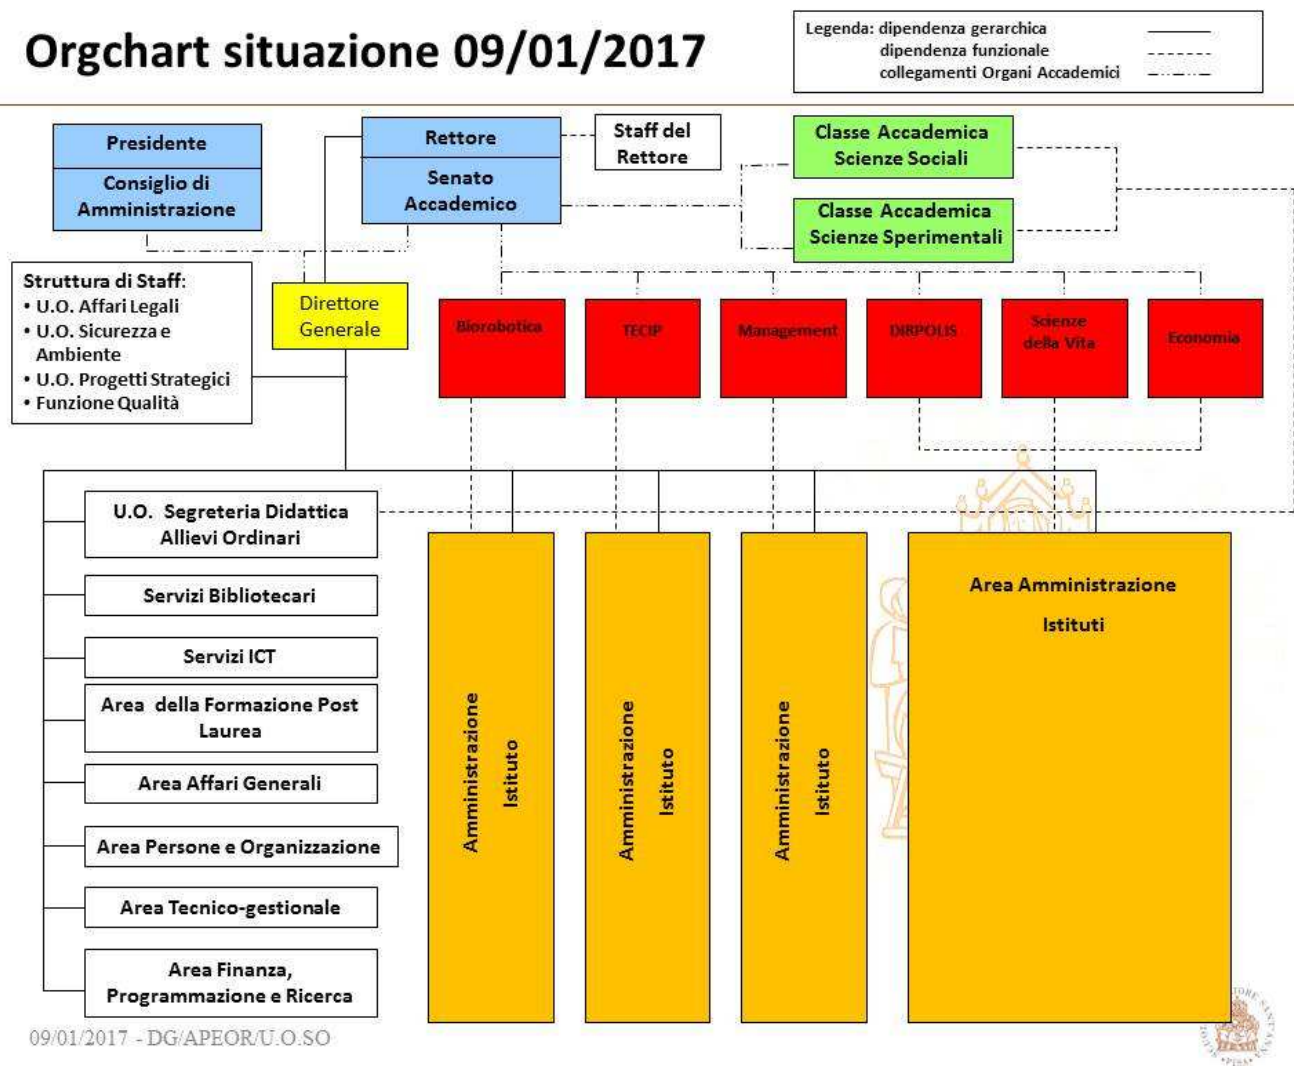 Orgchart situazione 09/01/2017
Legenda: dipendenza gerarchica
dipendenza funzionale
collegamenti Organi Accademici
Presidente
Consiglio di
Amministrazione
Rettore
Senato
Accademico
Staff del
Rettore
Classe Accademica
Scienze Sociali
Classe Accademica
Scienze Sperimentali
Struttura di Staff:
• U.O. Affari Legali
• U.O. Sicurezza e
Ambiente
• U.O. Progetti Strategici
• Funzione Qualità
Direttore
Generale
Biorobotica
TECIP
Management
DIRPOLIS
Scienze
della Vita
Economia
U.O. Segreteria Didattica
Allievi Ordinari
Servizi Bibliotecari
Servizi ICT
Area della Formazione Post
Laurea
Area Affari Generali
Area Persone e Organizzazione
Area Tecnico-gestionale
Area Finanza,
Programmazione e Ricerca
Amministrazione
Istituto
Amministrazione
Istituto
Amministrazione
Istituto
Area Amministrazione
Istituti
09/01/2017 - DG/APEOR/U.O.SO